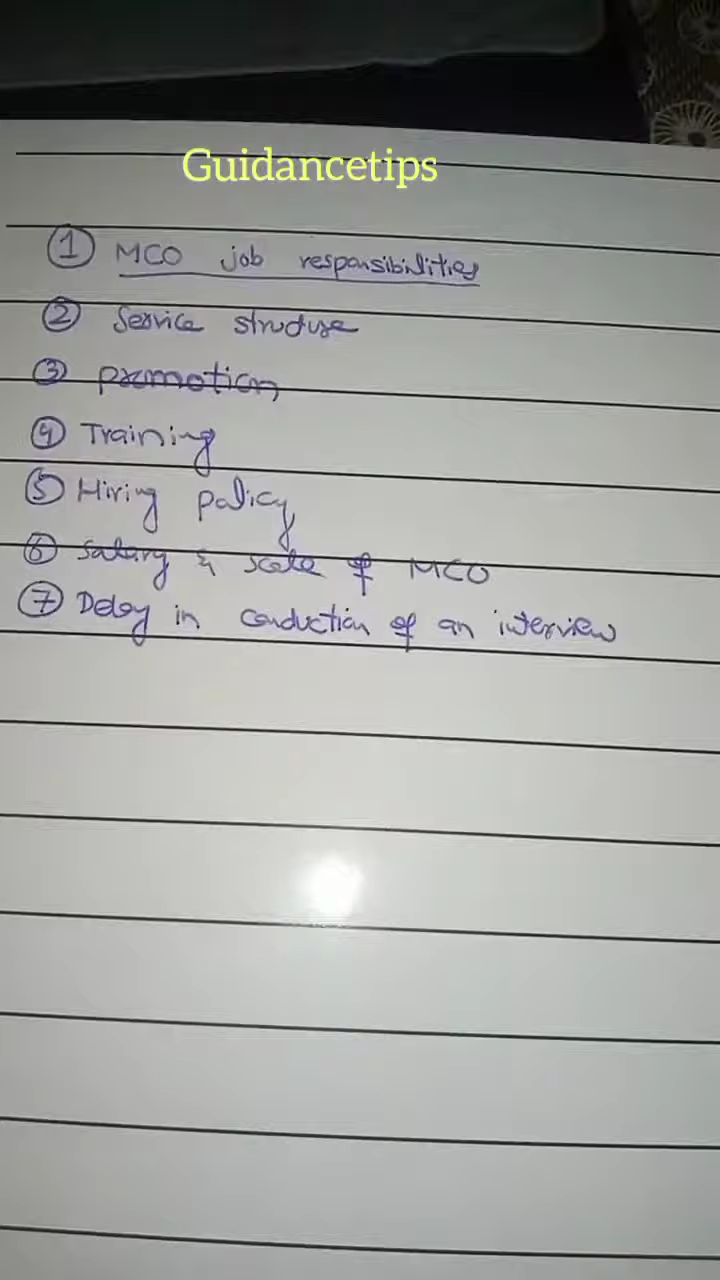 Guidancetips
① MCO job responsibilities
② Service structure
③ promotion
④ Training
⑤ Hiring policy
⑥ Salary & scale of MCO
⑦ Delay in conduction of an interview